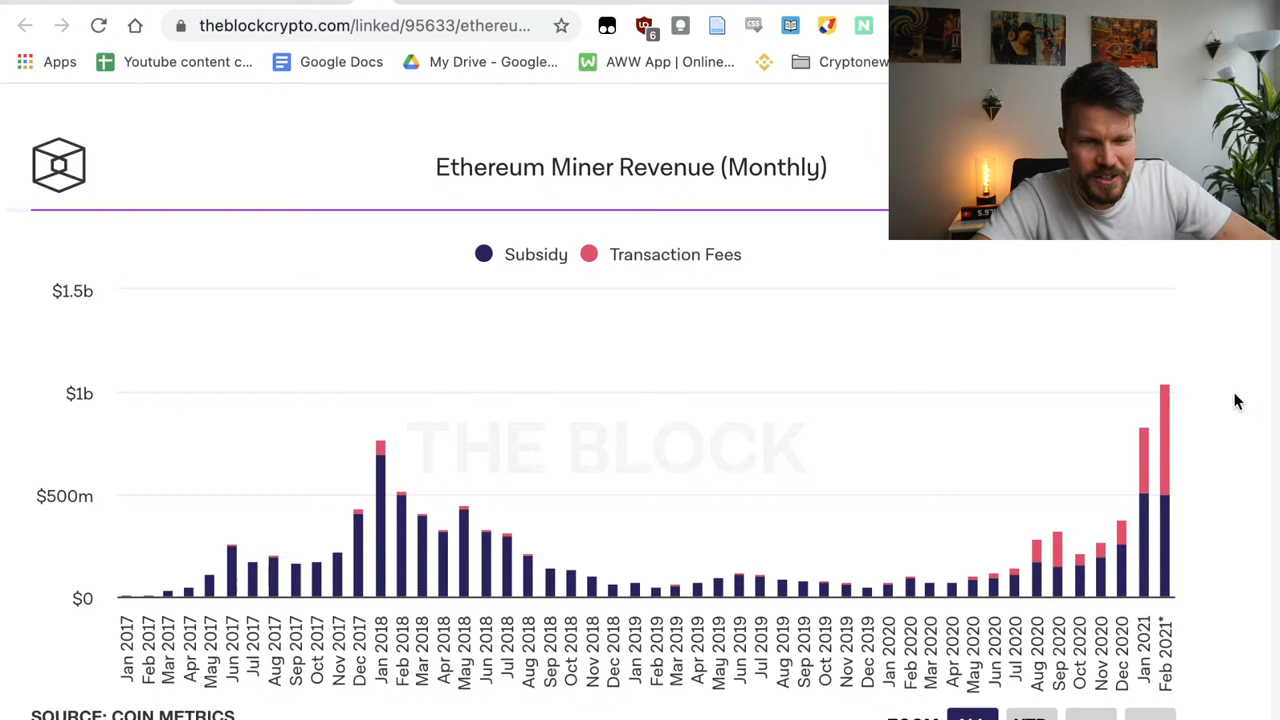 theblockcrypto.com/linked/95633/ethereu...
6
CSS
N
Apps
Youtube content c...
Google Docs
My Drive - Google...
AWW App | Online...
Cryptonew
Ethereum Miner Revenue (Monthly)
Subsidy
Transaction Fees
$1.5b
$1b
$500m
$0
THE BLOCK
Jan 2017
Feb 2017
Mar 2017
Apr 2017
May 2017
Jun 2017
Jul 2017
Aug 2017
Sep 2017
Oct 2017
Nov 2017
Dec 2017
Jan 2018
Feb 2018
Mar 2018
Apr 2018
May 2018
Jun 2018
Jul 2018
Aug 2018
Sep 2018
Oct 2018
Nov 2018
Dec 2018
Jan 2019
Feb 2019
Mar 2019
Apr 2019
May 2019
Jun 2019
Jul 2019
Aug 2019
Sep 2019
Oct 2019
Nov 2019
Dec 2019
Jan 2020
Feb 2020
Mar 2020
Apr 2020
May 2020
Jun 2020
Jul 2020
Aug 2020
Sep 2020
Oct 2020
Nov 2020
Dec 2020
Jan 2021
Feb 2021*
SOURCE: COIN METRICS
ZOOM
ALL
YTD